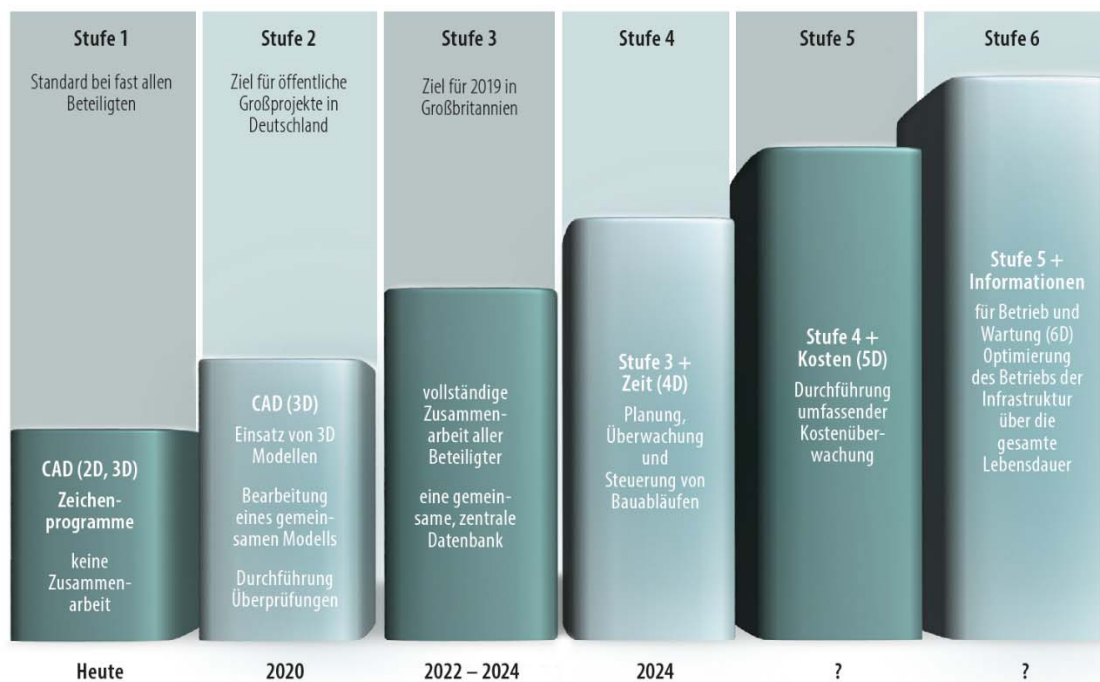 Stufe 1
Standard bei fast allen
Beteiligten
CAD (2D, 3D)
Zeichen-
programme
keine
Zusammen-
arbeit
Heute
Stufe 2
Ziel für öffentliche
Großprojekte in
Deutschland
CAD (3D)
Einsatz von 3D
Modellen
Bearbeitung
eines gemein-
samen Modells
Durchführung
Überprüfungen
2020
Stufe 3
Ziel für 2019 in
Großbritannien
vollständige
Zusammen-
arbeit aller
Beteiligter
eine gemein-
same, zentrale
Datenbank
2022 – 2024
Stufe 4
Stufe 3 +
Zeit (4D)
Planung,
Überwachung
und
Steuerung von
Bauabläufen
2024
Stufe 5
Stufe 4 +
Kosten (5D)
Durchführung
umfassender
Kostenüber-
wachung
?
Stufe 6
Stufe 5 +
Informationen
für Betrieb und
Wartung (6D)
Optimierung
des Betriebs der
Infrastruktur
über die
gesamte
Lebensdauer
?